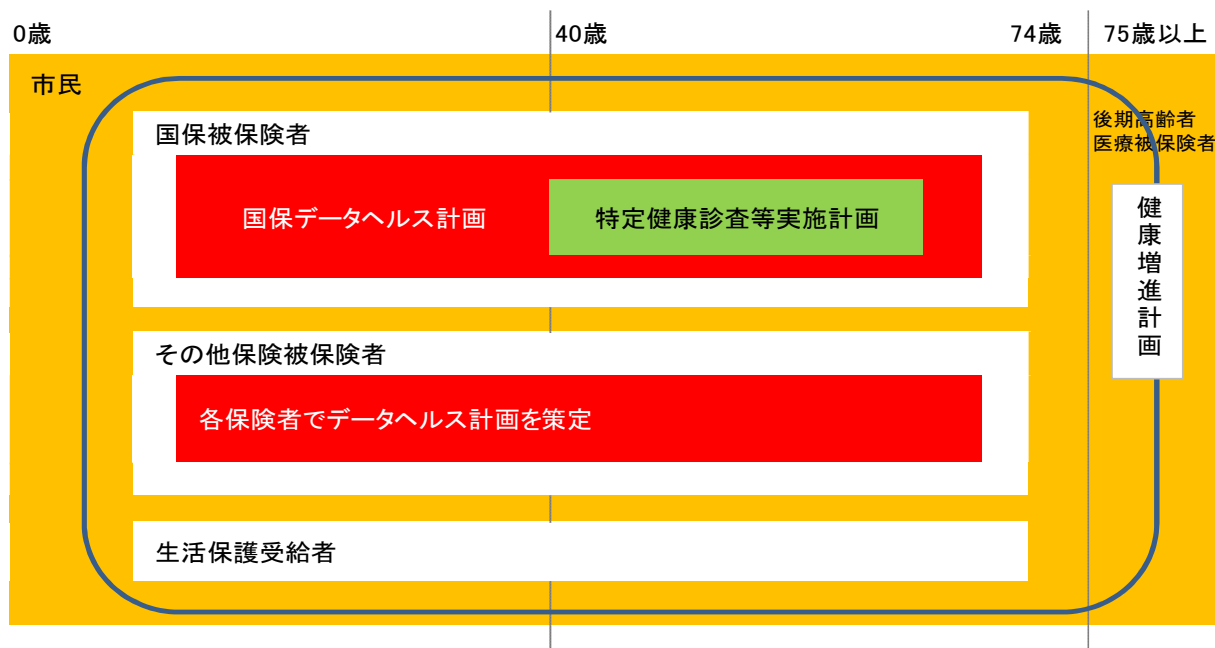 0歳
40歳
74歳
75歳以上
市民
後期高齢者
医療被保険者
国保被保険者
国保データヘルス計画
特定健康診査等実施計画
健康増進計画
その他保険被保険者
各保険者でデータヘルス計画を策定
生活保護受給者